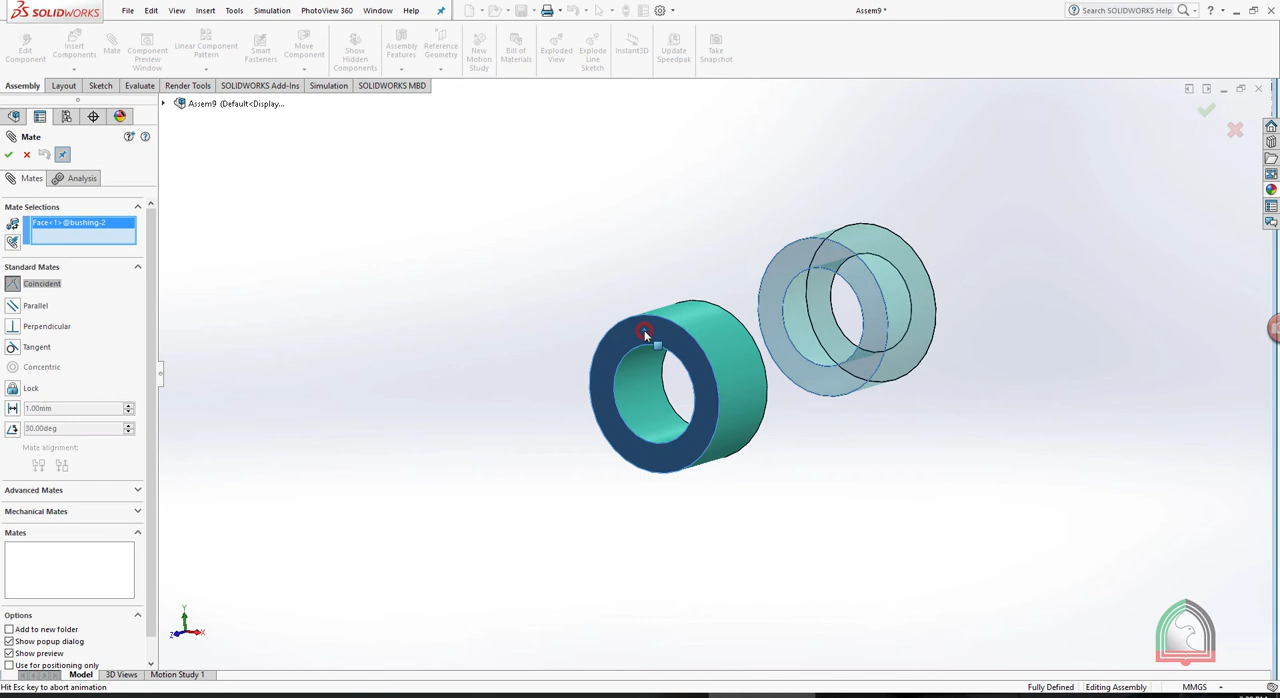 SOLIDWORKS File Edit View Insert Tools Simulation PhotoView 360 Window Help Assem9 * Search SOLIDWORKS Help
Edit Component
Insert Components
Mate
Component Preview Window
Linear Component Pattern
Smart Fasteners
Move Component
Show Hidden Components
Assembly Features
Reference Geometry
New Motion Study
Bill of Materials
Exploded View
Explode Line Sketch
Instant3D
Update Speedpak
Take Snapshot
Assembly Layout Sketch Evaluate Render Tools SOLIDWORKS Add-Ins Simulation SOLIDWORKS MBD
Assem9 (Default<Display...
Mate
Mates Analysis
Mate Selections
Face<1>@bushing-2
Standard Mates
Coincident
Parallel
Perpendicular
Tangent
Concentric
Lock
1.00mm
30.00deg
Mate alignment:
Advanced Mates
Mechanical Mates
Mates
Options
Add to new folder
Show popup dialog
Show preview
Use for positioning only
Y
Z X
Model 3D Views Motion Study 1
Hit Esc key to abort animation Fully Defined Editing Assembly MMGS